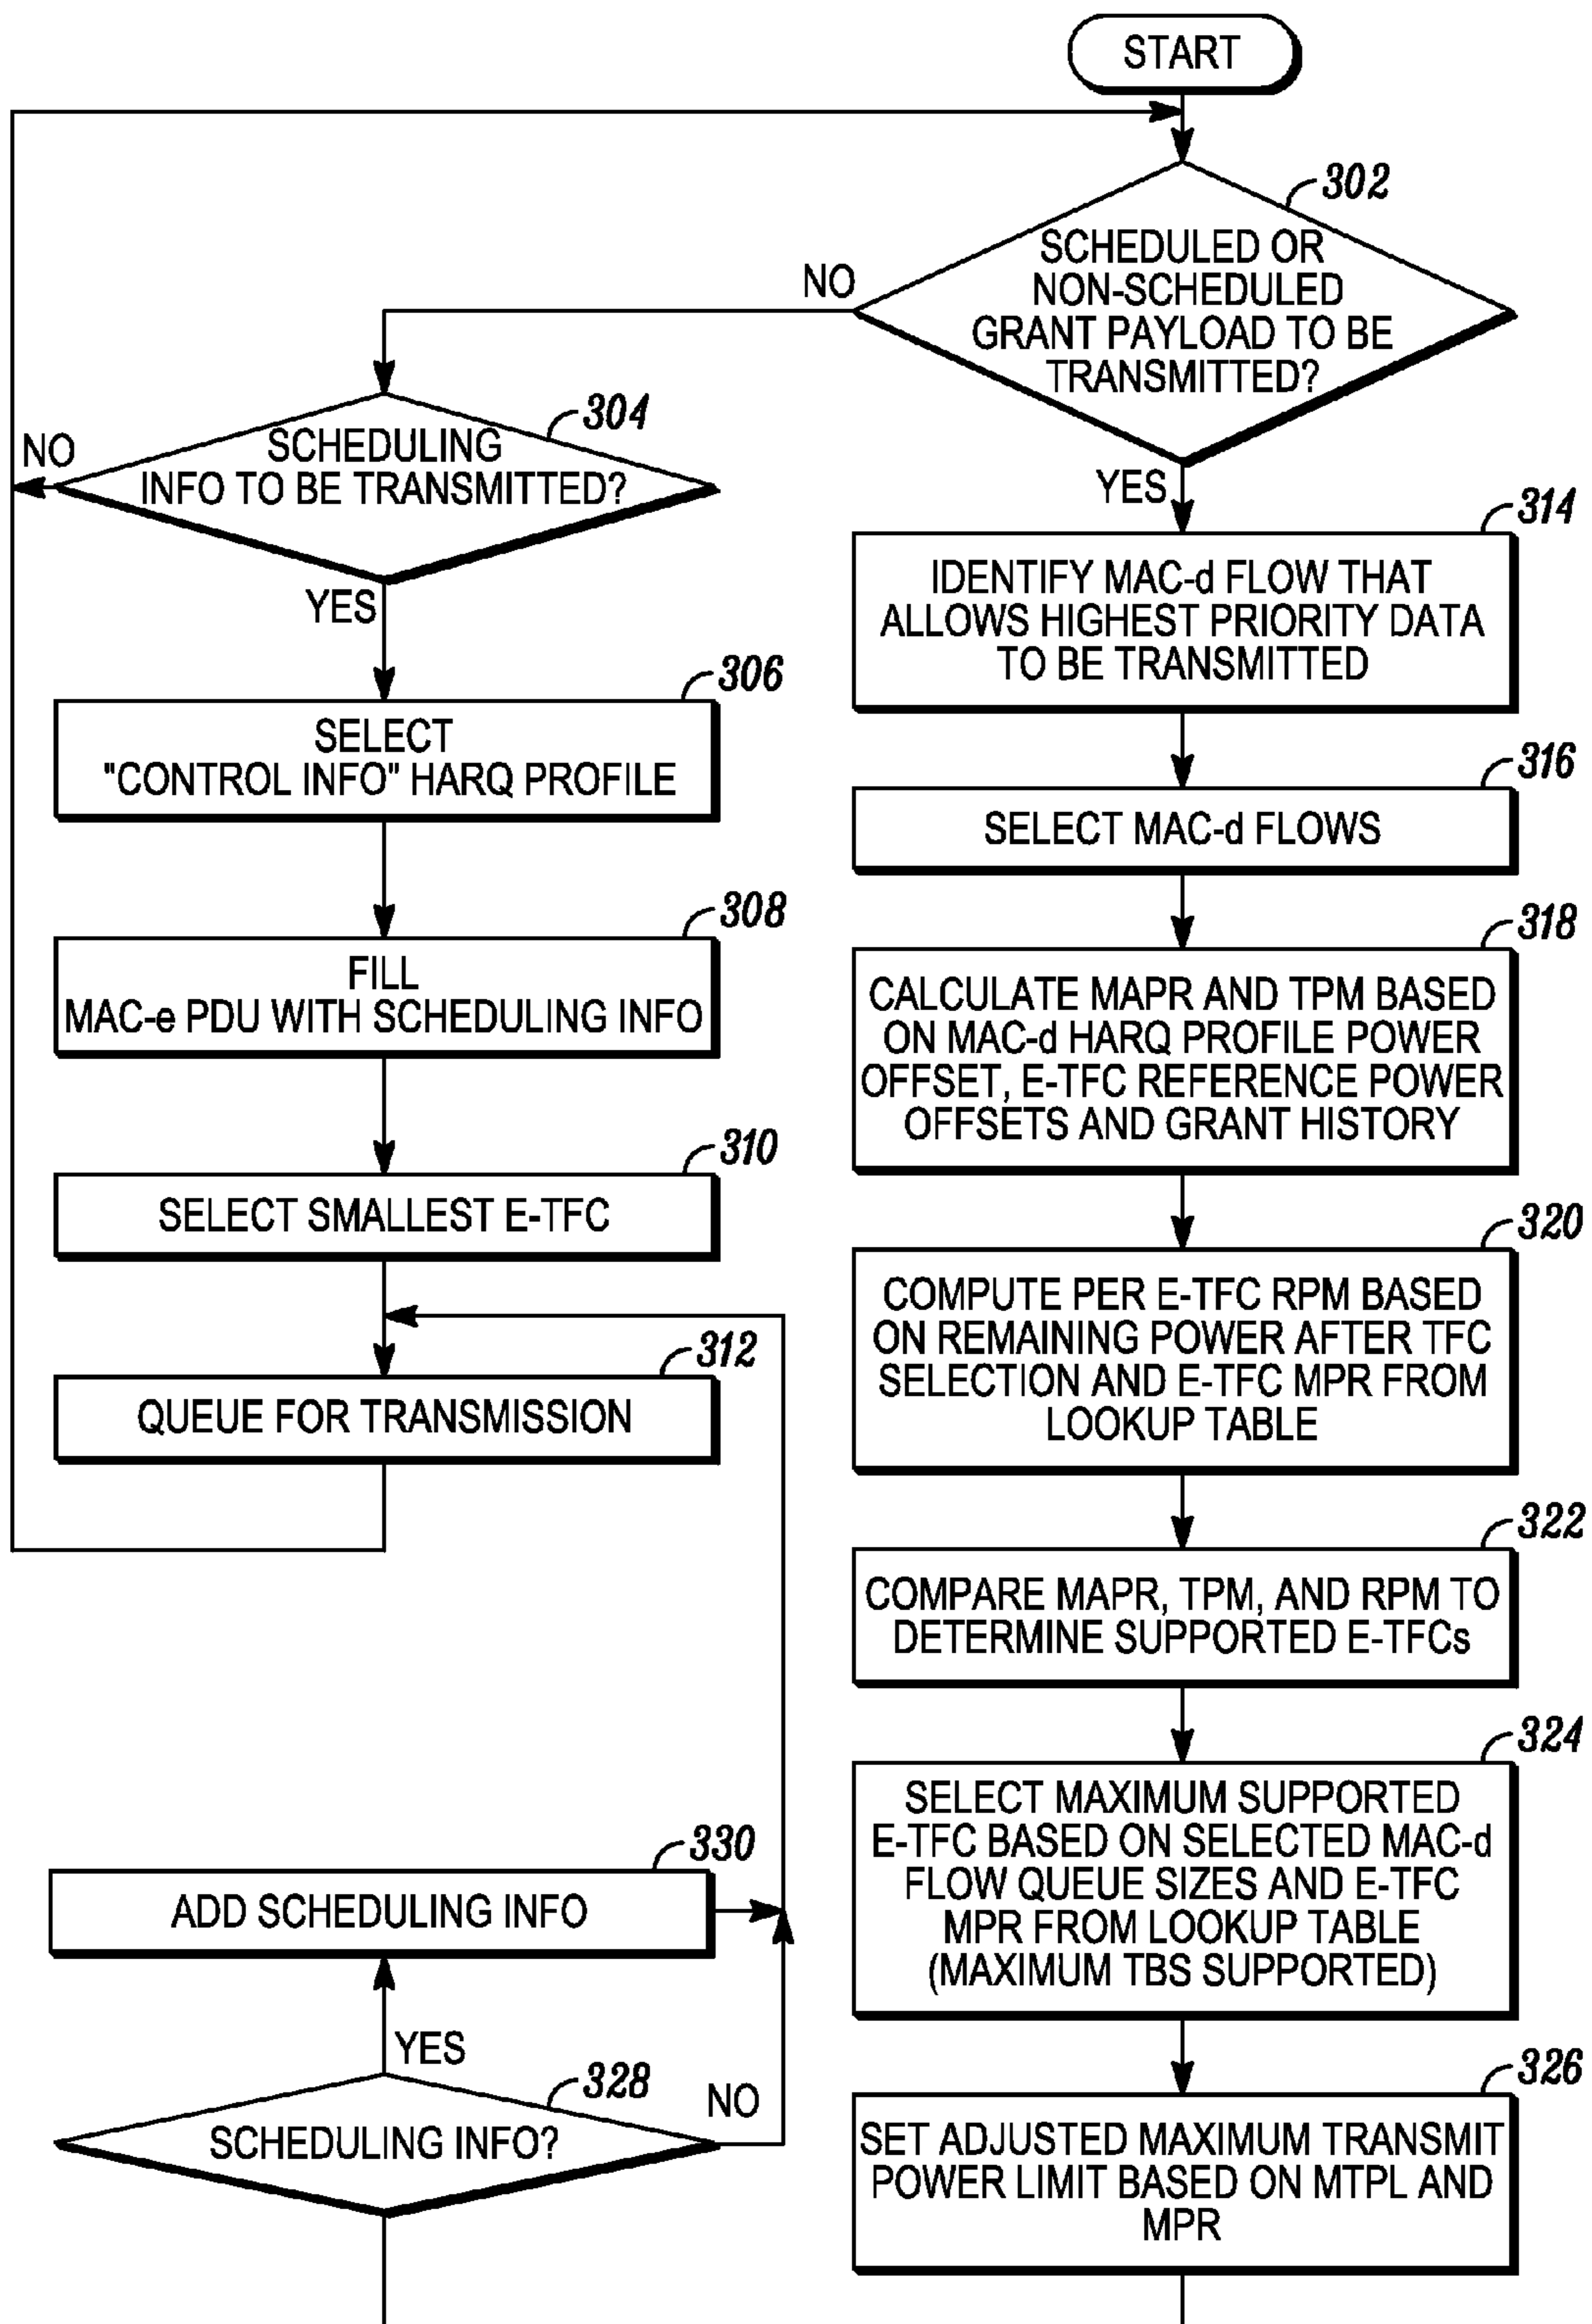 START
302
SCHEDULED OR
NON-SCHEDULED
GRANT PAYLOAD TO BE
TRANSMITTED?
NO
YES
304
SCHEDULING
INFO TO BE TRANSMITTED?
NO
YES
306
SELECT
"CONTROL INFO" HARQ PROFILE
308
FILL
MAC-e PDU WITH SCHEDULING INFO
310
SELECT SMALLEST E-TFC
312
QUEUE FOR TRANSMISSION
314
IDENTIFY MAC-d FLOW THAT
ALLOWS HIGHEST PRIORITY DATA
TO BE TRANSMITTED
316
SELECT MAC-d FLOWS
318
CALCULATE MAPR AND TPM BASED
ON MAC-d HARQ PROFILE POWER
OFFSET, E-TFC REFERENCE POWER
OFFSETS AND GRANT HISTORY
320
COMPUTE PER E-TFC RPM BASED
ON REMAINING POWER AFTER TFC
SELECTION AND E-TFC MPR FROM
LOOKUP TABLE
322
COMPARE MAPR, TPM, AND RPM TO
DETERMINE SUPPORTED E-TFCs
324
SELECT MAXIMUM SUPPORTED
E-TFC BASED ON SELECTED MAC-d
FLOW QUEUE SIZES AND E-TFC
MPR FROM LOOKUP TABLE
(MAXIMUM TBS SUPPORTED)
326
SET ADJUSTED MAXIMUM TRANSMIT
POWER LIMIT BASED ON MTPL AND
MPR
328
SCHEDULING INFO?
YES
NO
330
ADD SCHEDULING INFO